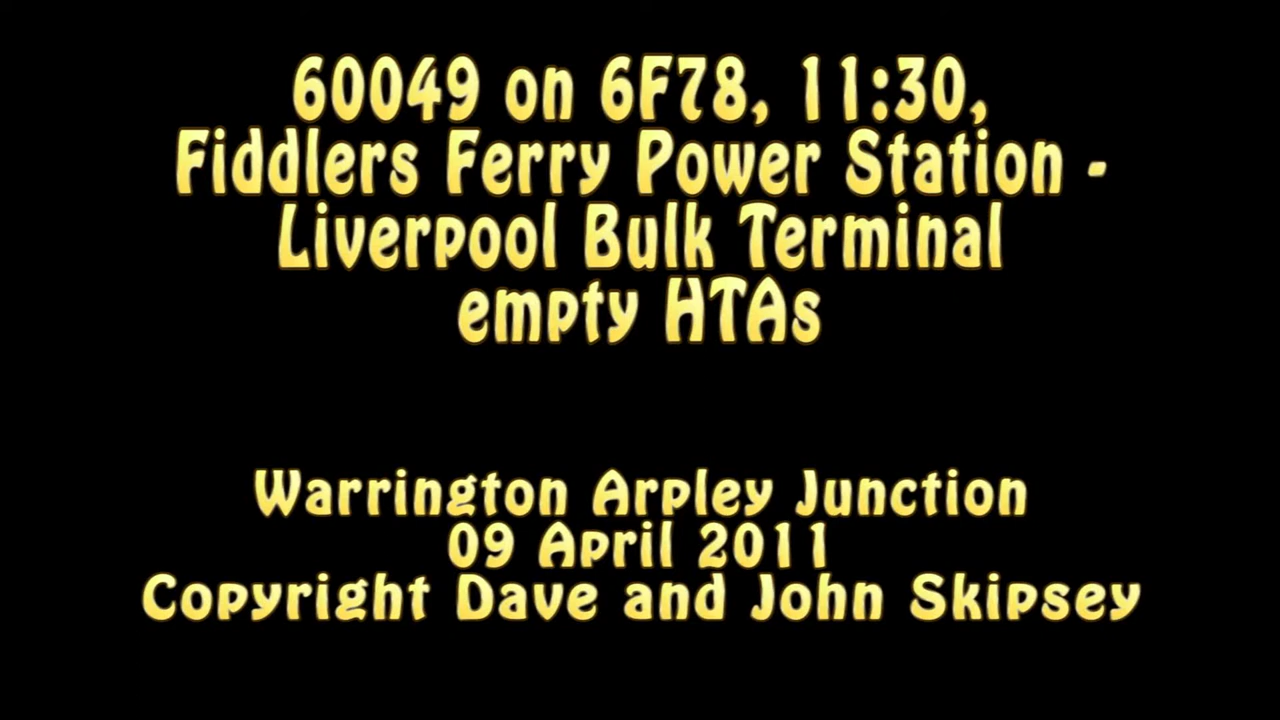 60049 on 6F78, 11:30,
Fiddlers Ferry Power Station -
Liverpool Bulk Terminal
empty HTAs
Warrington Arpley Junction
09 April 2011
Copyright Dave and John Skipsey